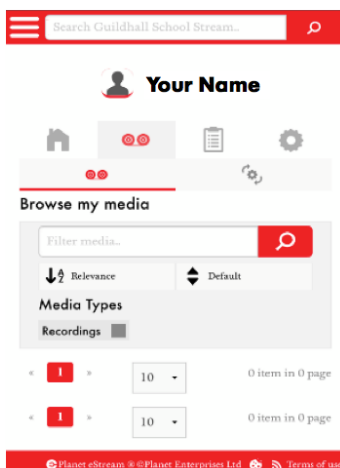 Search Guildhall School Stream..
Your Name
Browse my media
Filter media..
Relevance
Default
Media Types
Recordings
« 1 » 10 0 item in 0 page
« 1 » 10 0 item in 0 page
Planet eStream ® ©Planet Enterprises Ltd Terms of use